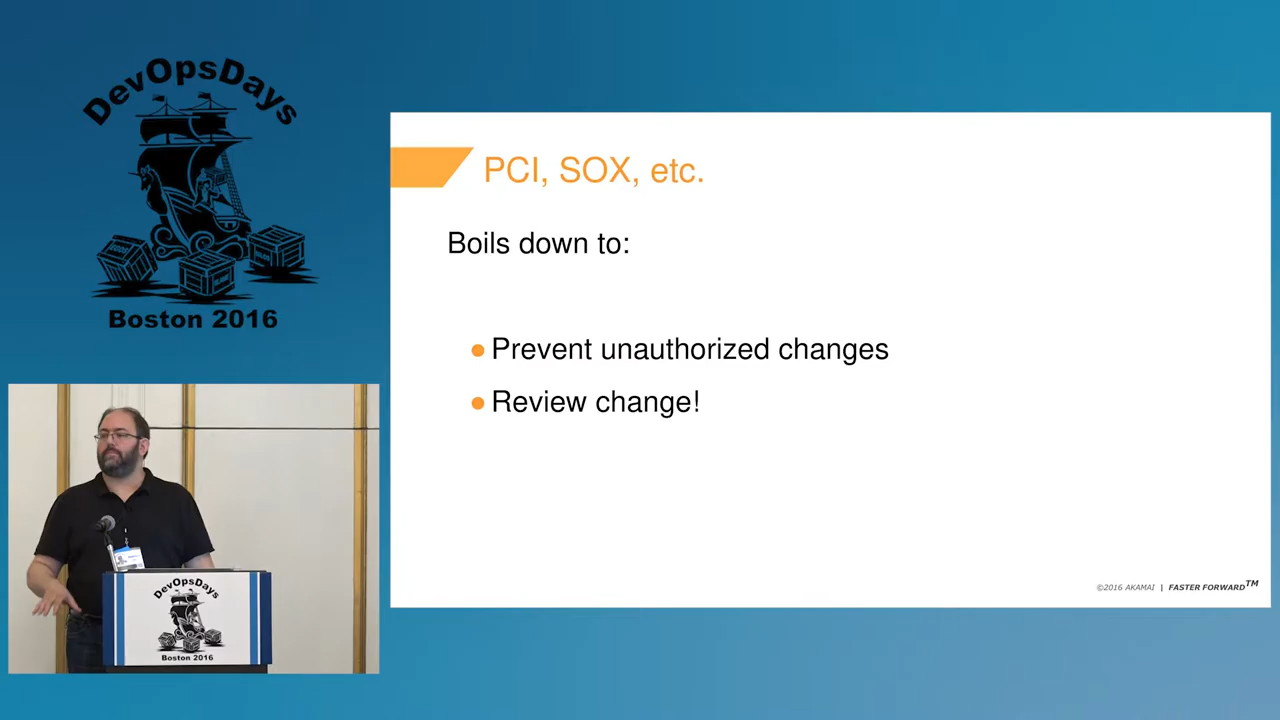 DevOpsDays
Boston 2016
PCI, SOX, etc.
Boils down to:
Prevent unauthorized changes
Review change!
©2016 AKAMAI | FASTER FORWARD™
DevOpsDays
Boston 2016